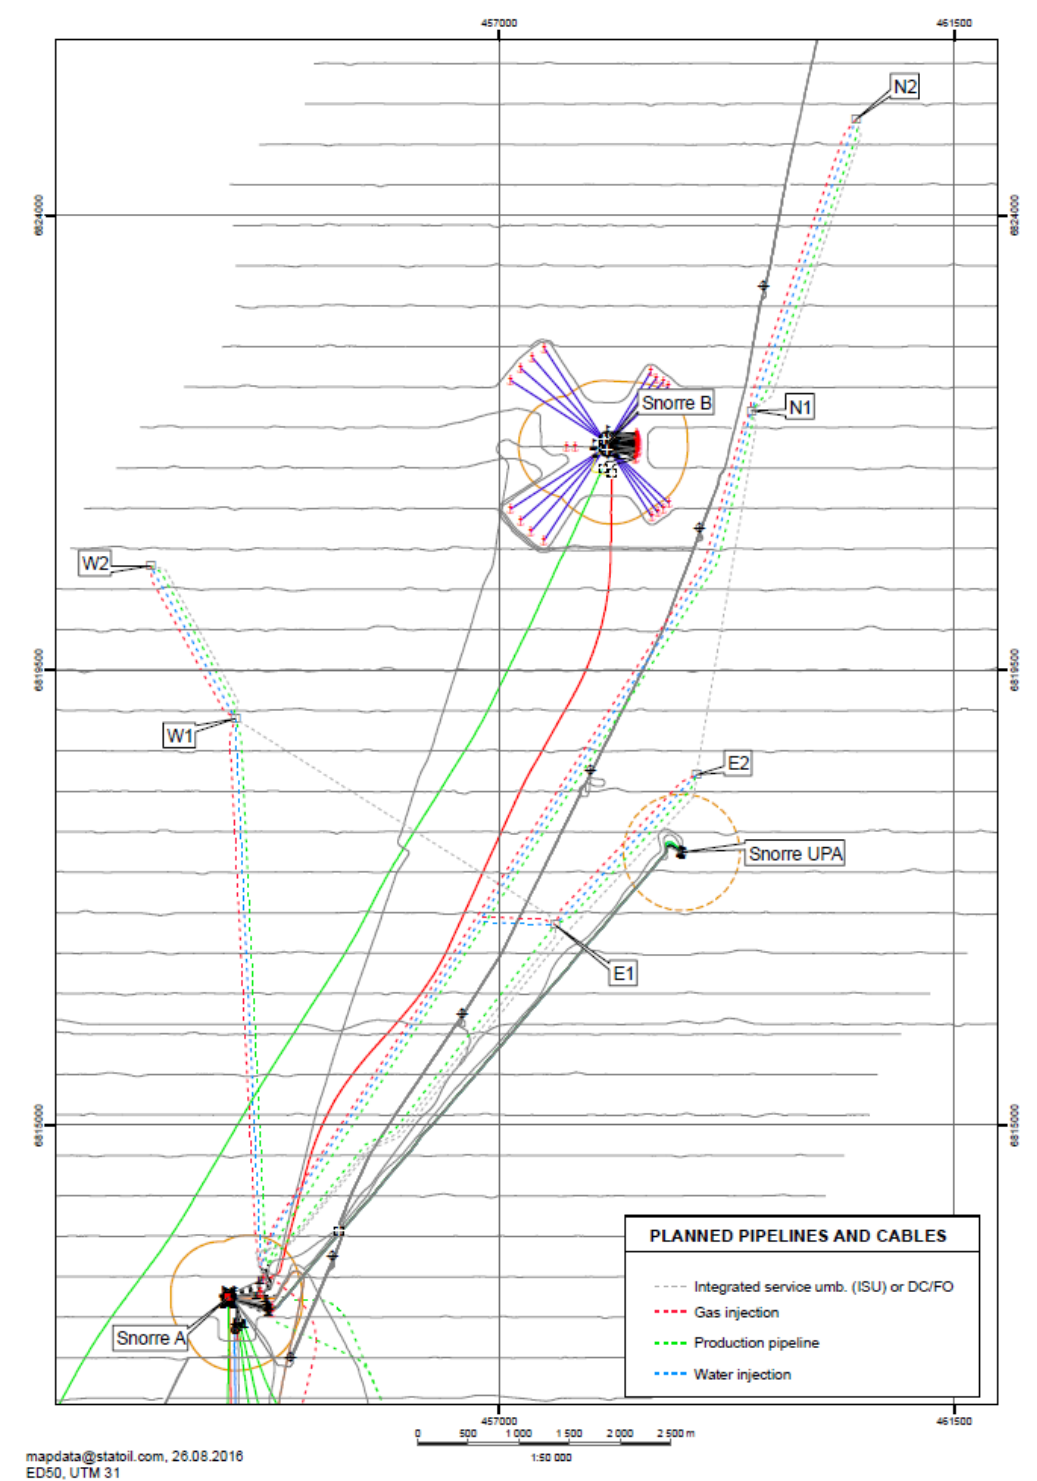 457000 461500
N2
6824000 6824000
Snorre B
N1
W2
6819500 6819500
W1
E2
Snorre UPA
E1
6815000 6815000
PLANNED PIPELINES AND CABLES
Integrated service umb. (ISU) or DC/FO
Gas injection
Production pipeline
Water injection
Snorre A
457000 461500
0 500 1 000 1 500 2 000 2 500 m
1:50 000
mapdata@statoil.com, 26.08.2016
ED50, UTM 31